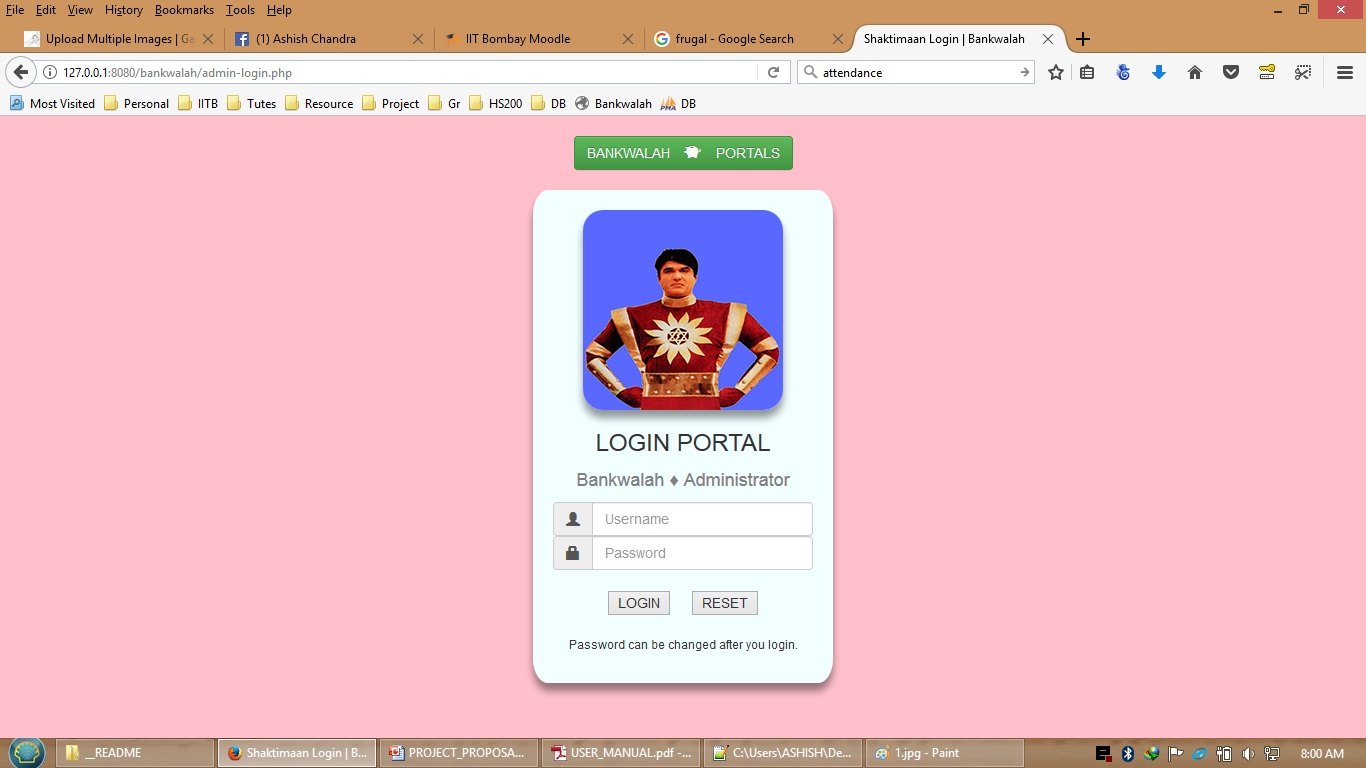 File Edit View History Bookmarks Tools Help
Upload Multiple Images | Ga (1) Ashish Chandra IIT Bombay Moodle frugal - Google Search Shaktimaan Login | Bankwalah
127.0.0.1:8080/bankwalah/admin-login.php attendance
Most Visited Personal IITB Tutes Resource Project Gr HS200 DB Bankwalah PMA DB
BANKWALAH PORTALS
LOGIN PORTAL
Bankwalah ♦ Administrator
Username
Password
LOGIN RESET
Password can be changed after you login.
__README Shaktimaan Login | B... PROJECT_PROPOSA... USER_MANUAL.pdf -... C:\Users\ASHISH\De... 1.jpg - Paint 8:00 AM